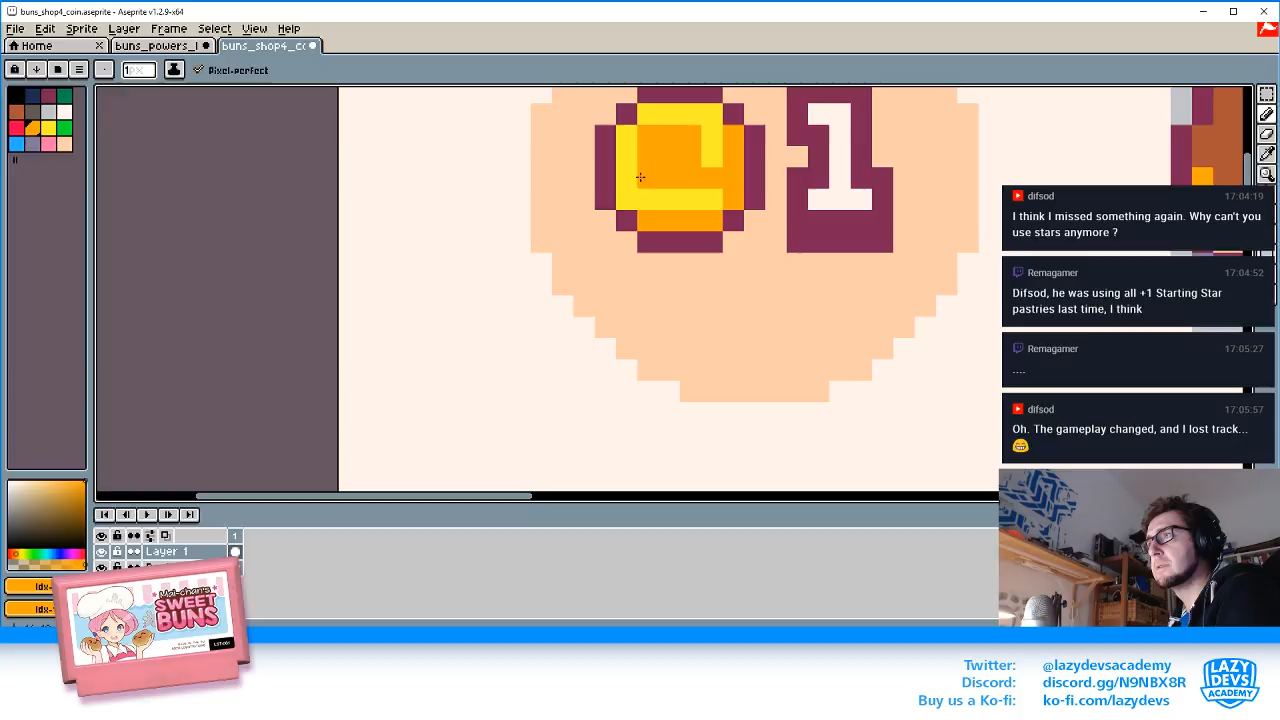 buns_shop4_coin.aseprite - Aseprite v1.2.9-x64
File Edit Sprite Layer Frame Select View Help
Home
buns_powers_
buns_shop4_c
Pixel-perfect
1
difsod 17:04:19
I think I missed something again. Why can't you
use stars anymore ?
Remagamer 17:04:52
Difsod, he was using all +1 Starting Star
pastries last time, I think
Remagamer 17:05:27
....
difsod 17:05:57
Oh. The gameplay changed, and I lost track... 😁
1
Layer 1
Idx-
Idx-
Mai-chan's
SWEET
BUNS
Twitter: @lazydevsacademy
Discord: discord.gg/N9NBX8R
Buy us a Ko-fi: ko-fi.com/lazydevs
LAZY
DEVS
ACADEMY